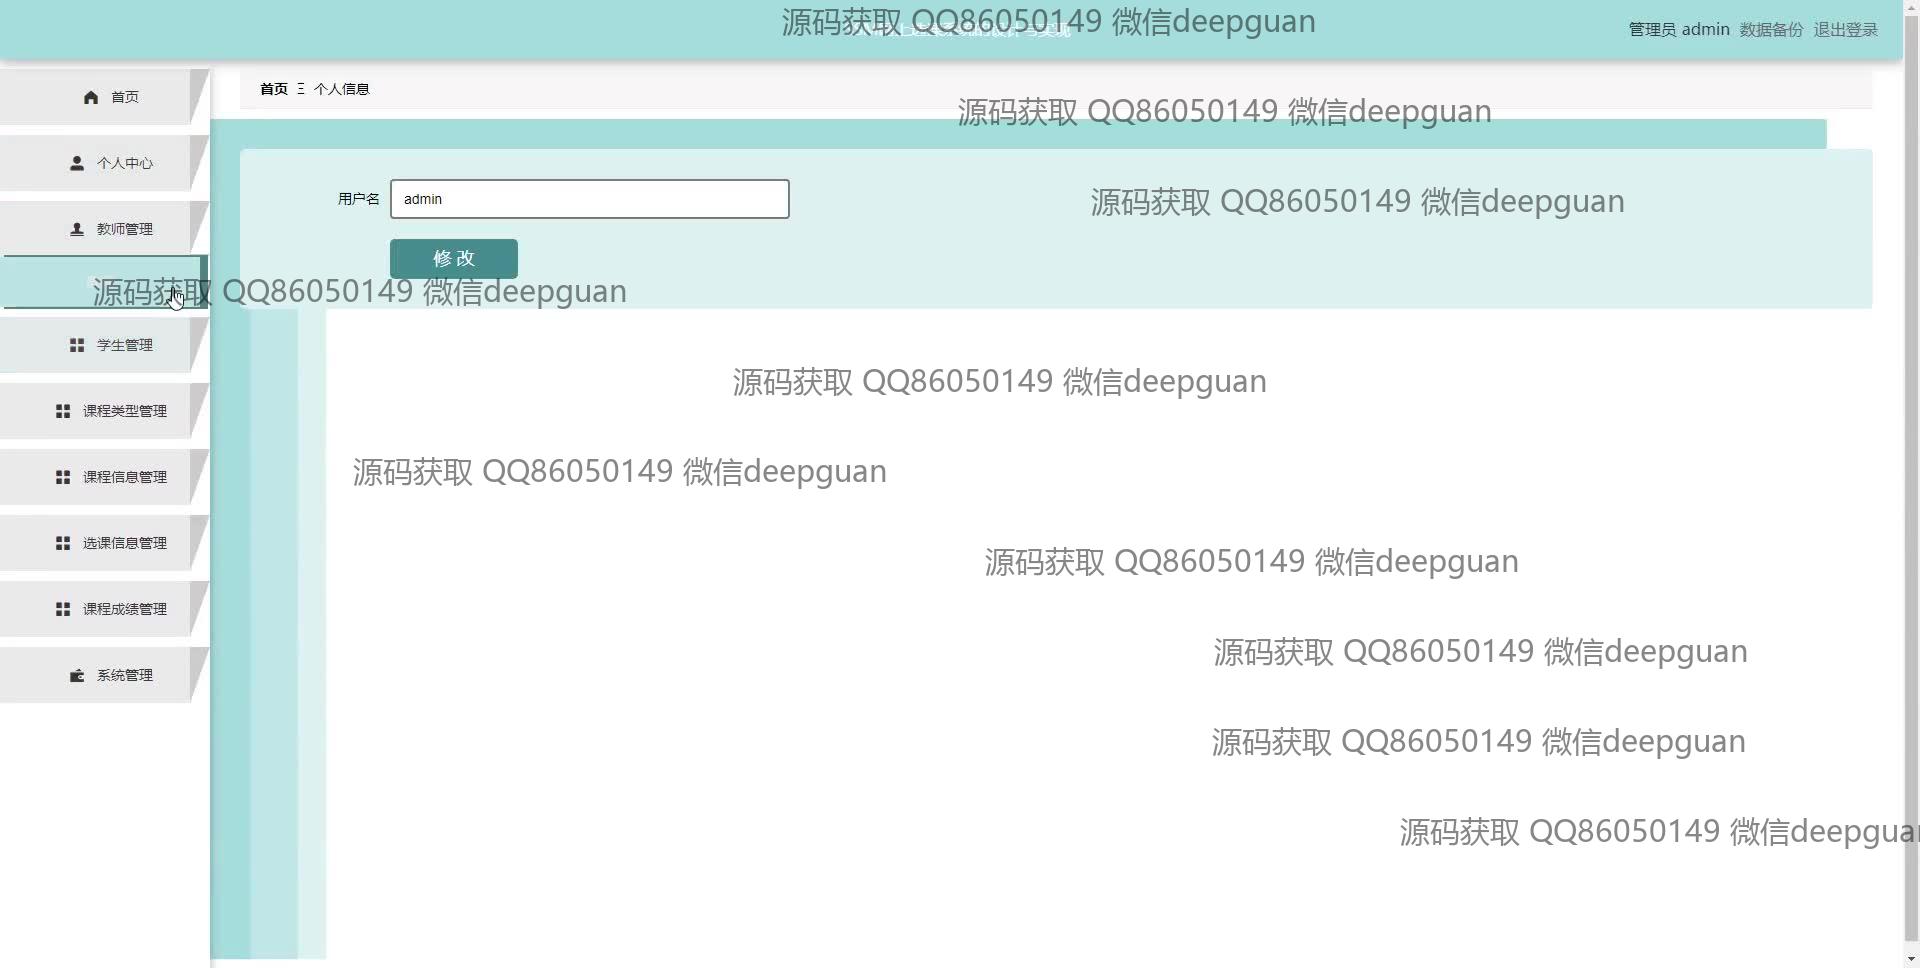 源码获取 QQ86050149 微信deepguan
管理员 admin 数据备份 退出登录
首页
首页 Ξ 个人信息
源码获取 QQ86050149 微信deepguan
个人中心
用户名 admin
源码获取 QQ86050149 微信deepguan
教师管理
修 改
源码获取 QQ86050149 微信deepguan
学生管理
源码获取 QQ86050149 微信deepguan
课程类型管理
源码获取 QQ86050149 微信deepguan
课程信息管理
选课信息管理
源码获取 QQ86050149 微信deepguan
课程成绩管理
源码获取 QQ86050149 微信deepguan
系统管理
源码获取 QQ86050149 微信deepguan
源码获取 QQ86050149 微信deepgua